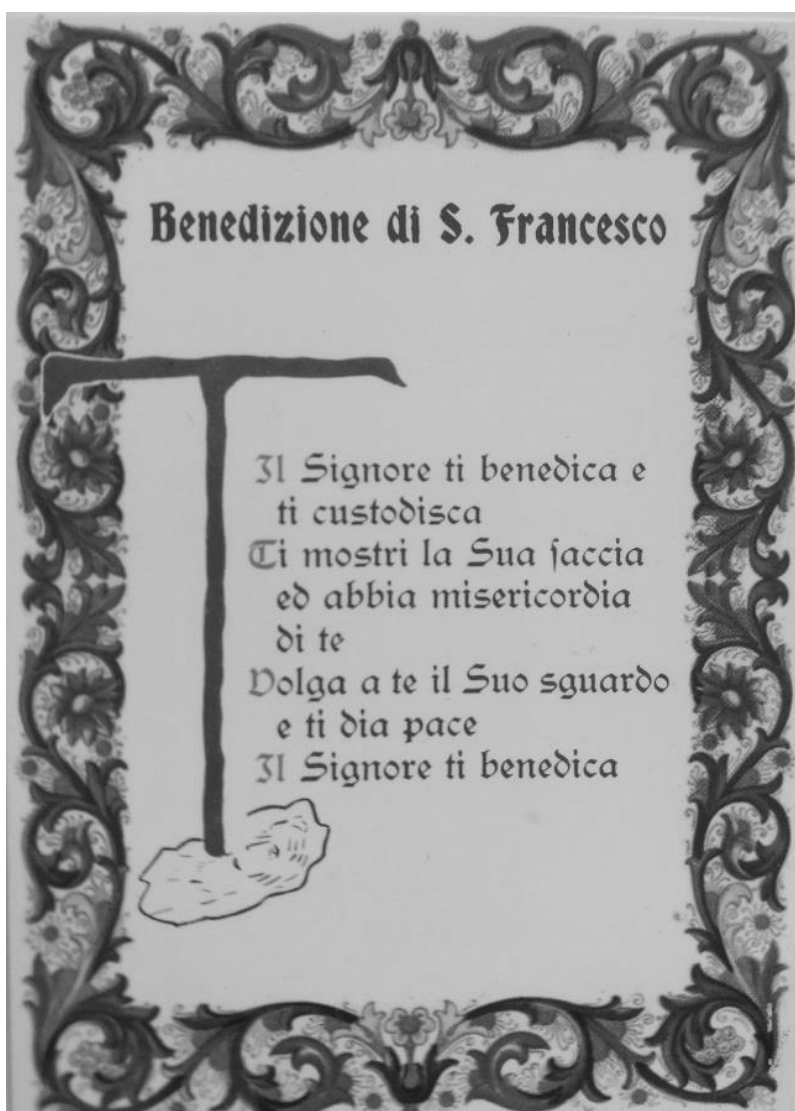 Benedizione di S. Francesco
Il Signore ti benedica e
ti custodisca
Ti mostri la Sua faccia
ed abbia misericordia
di te
Volga a te il Suo sguardo
e ti dia pace
Il Signore ti benedica